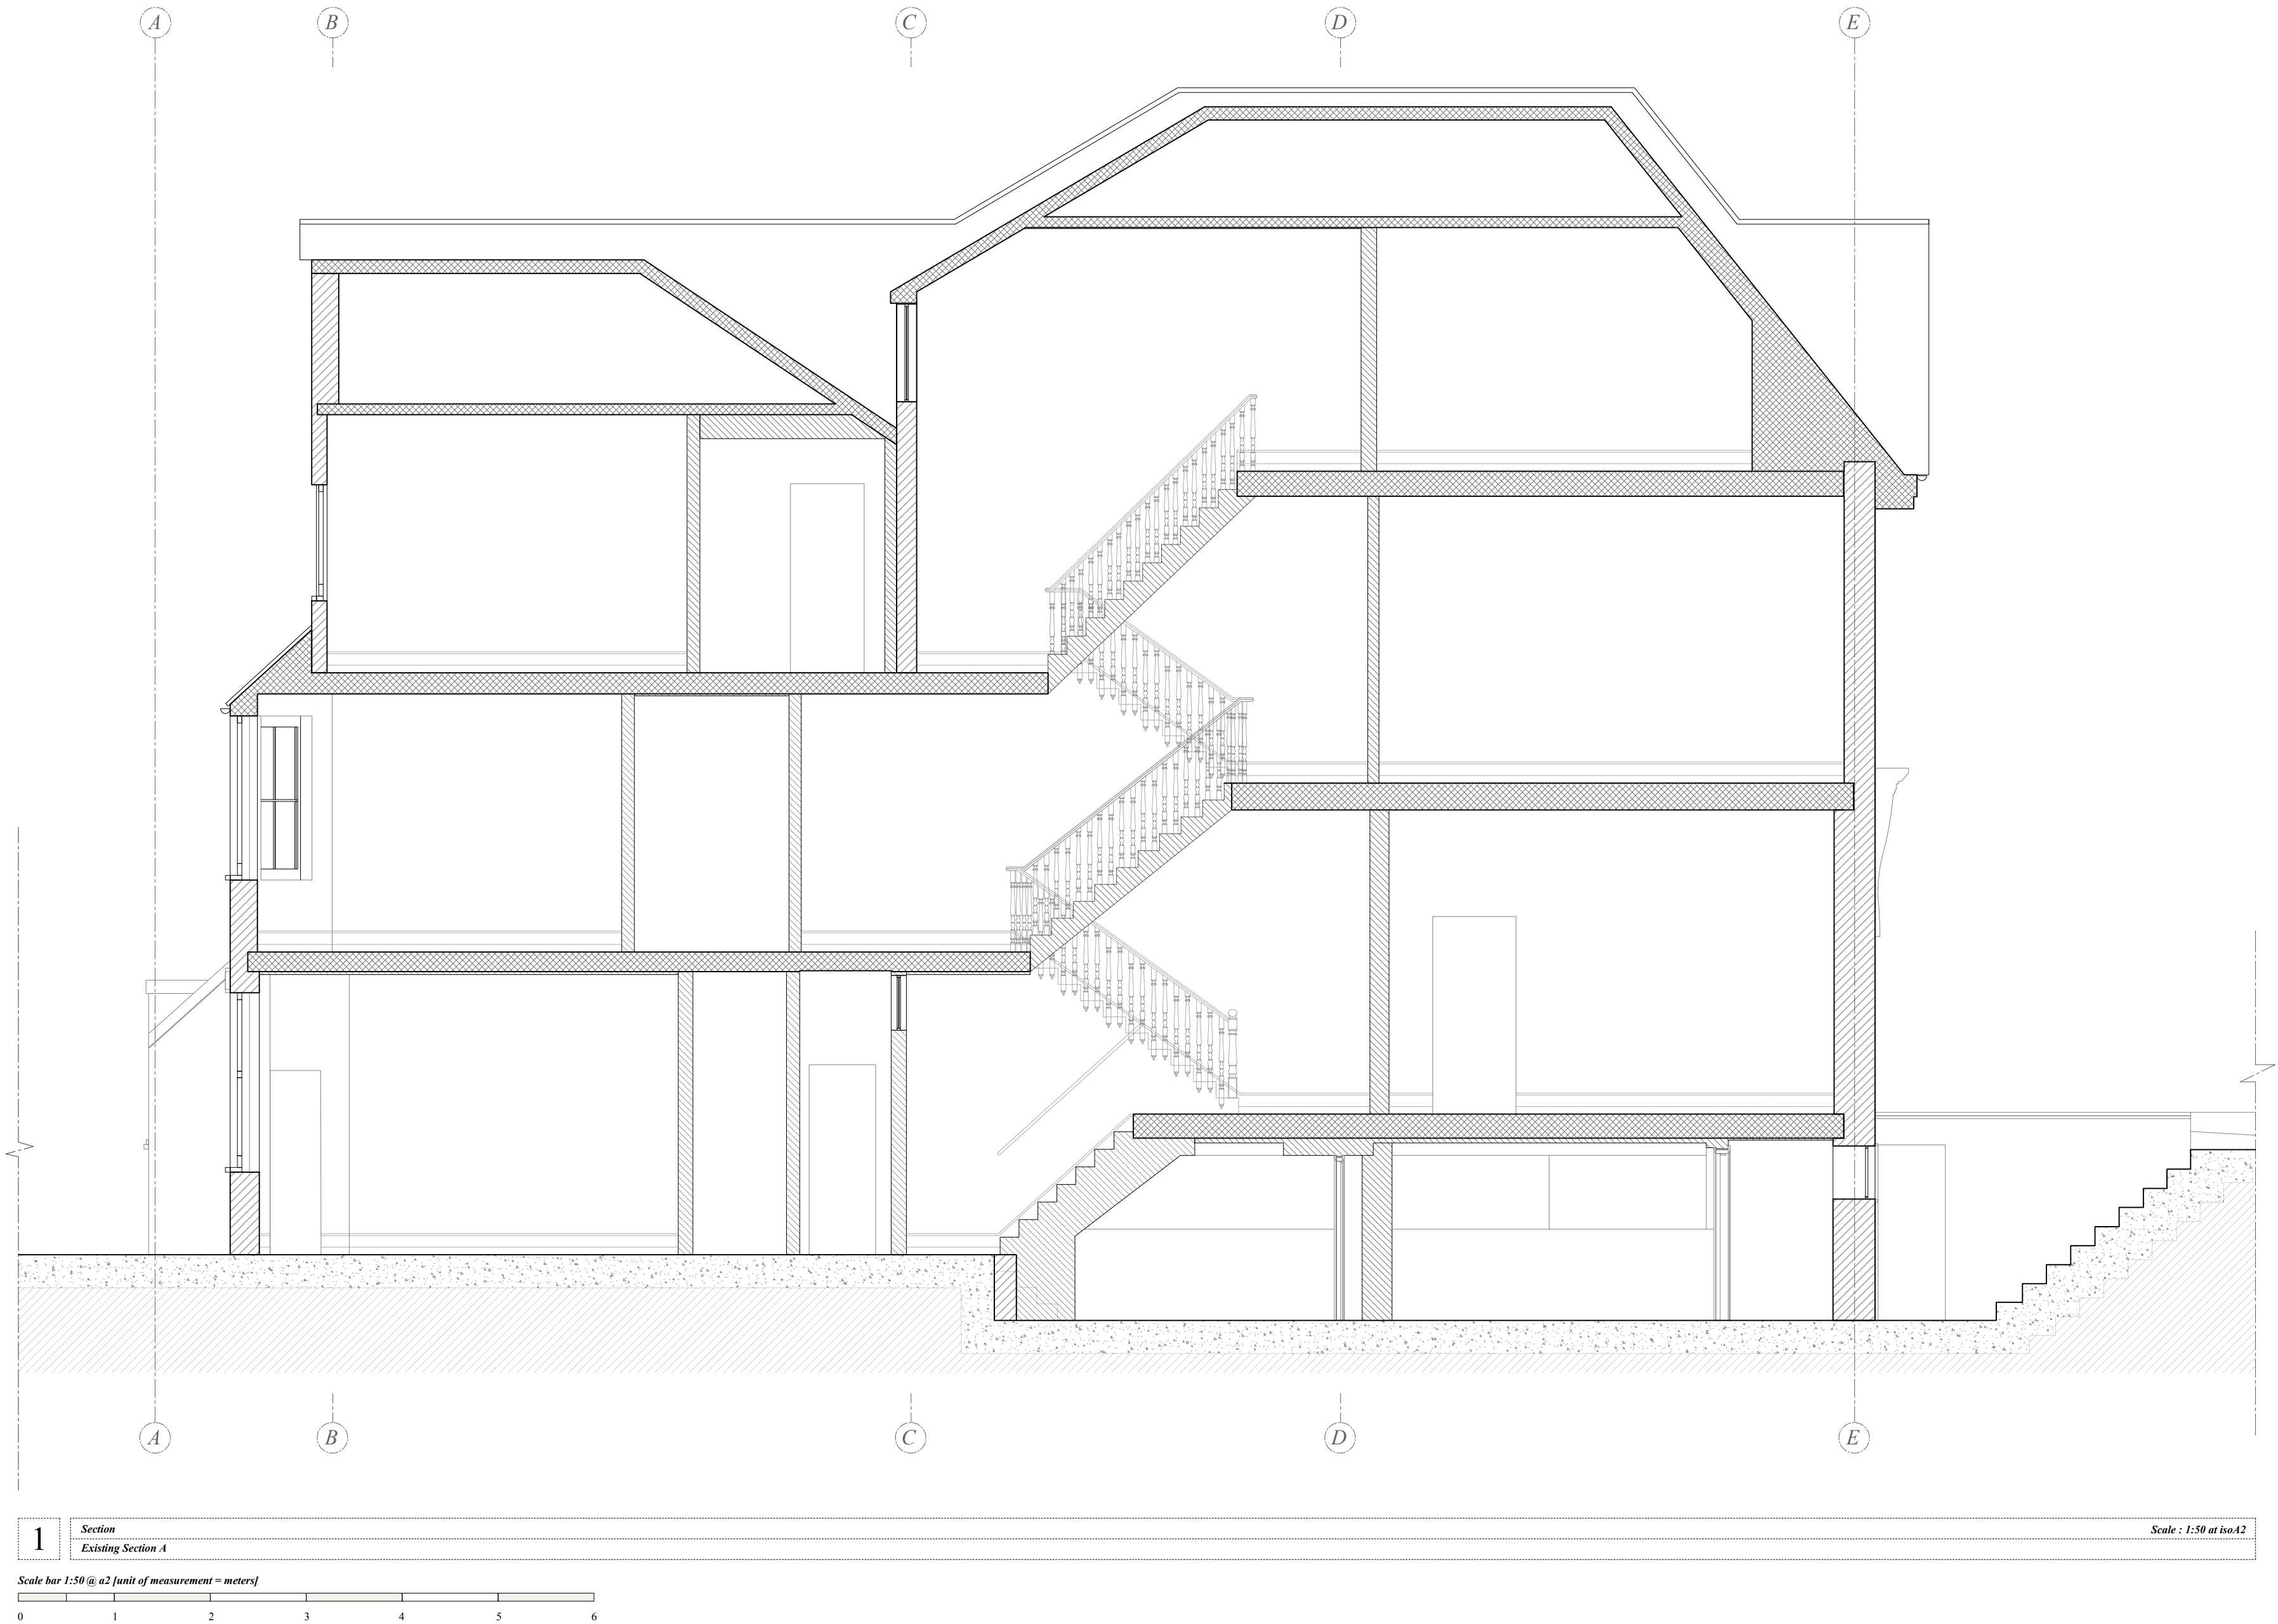 A B C D E
A B C D E
1
Section
Scale : 1:50 at isoA2
Existing Section A
Scale bar 1:50 @ a2 [unit of measurement = meters]
0 1 2 3 4 5 6